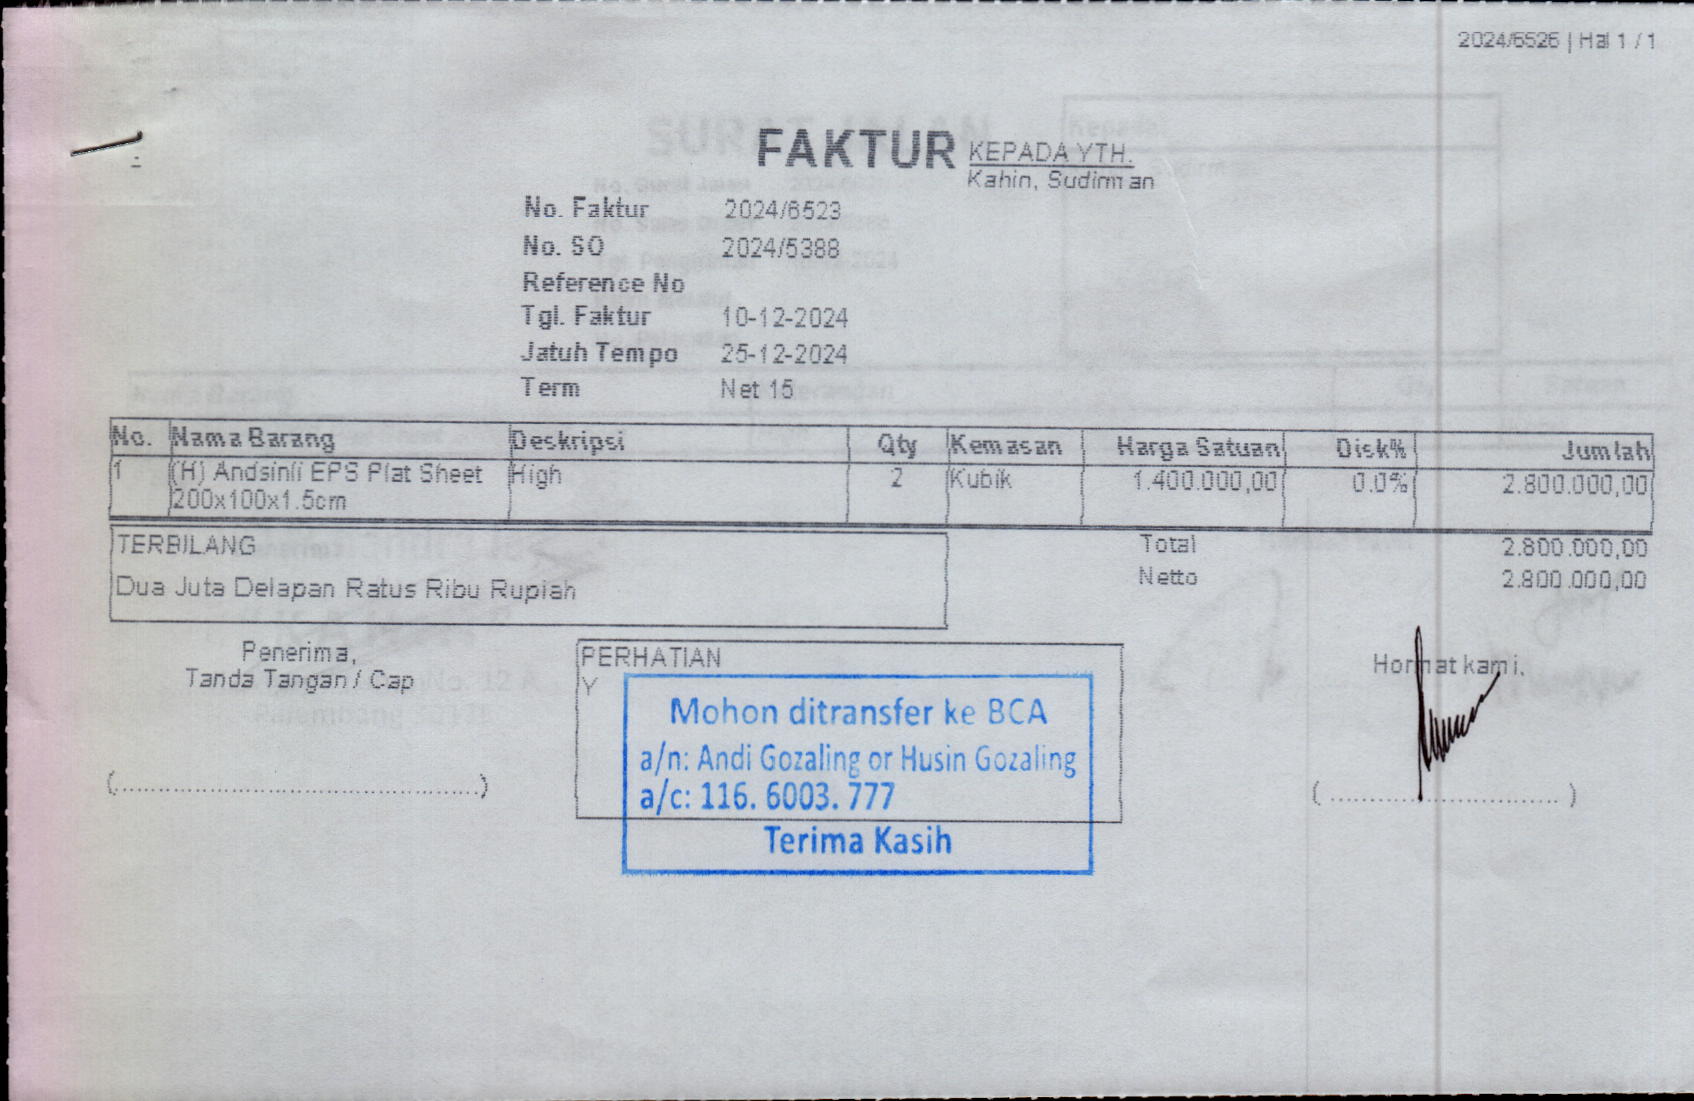 2024/6526 | Hal 1 / 1
FAKTUR
KEPADA YTH.
Kahin, Sudirman
No. Faktur 2024/6523
No. SO 2024/5388
Reference No
Tgl. Faktur 10-12-2024
Jatuh Tempo 25-12-2024
Term Net 15
No. Nama Barang Deskripsi Qty Kemasan Harga Satuan Disk% Jumlah
1 (H) Andsinli EPS Plat Sheet High 2 Kubik 1.400.000,00 0.0% 2.800.000,00
200x100x1.5cm
TERBILANG Total 2.800.000,00
Dua Juta Delapan Ratus Ribu Rupiah Netto 2.800.000,00
Penerima,
Tanda Tangan / Cap
(...............................................)
PERHATIAN
Y
Mohon ditransfer ke BCA
a/n: Andi Gozaling or Husin Gozaling
a/c: 116. 6003. 777
Terima Kasih
Hormat kami,
( .............................. )